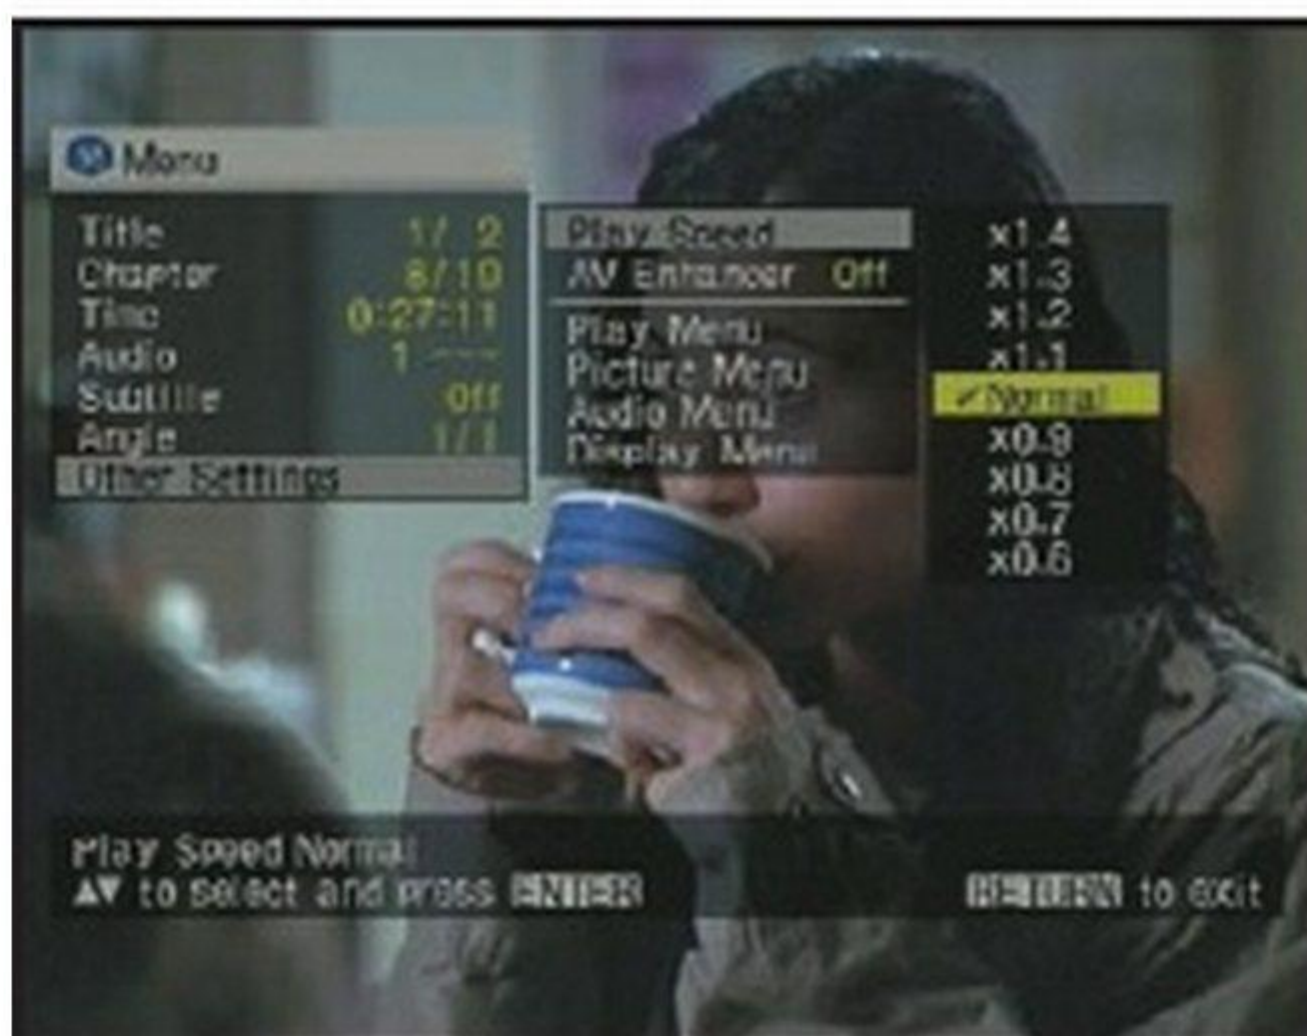 Menu
Title 1/ 2
Chapter 8/10
Time 0:27:11
Audio 1 ---
Subtitle Off
Angle 1/1
Other Settings
Play Speed
AV Enhancer Off
Play Menu
Picture Menu
Audio Menu
Display Menu
x1.4
x1.3
x1.2
x1.1
✓Normal
x0.9
x0.8
x0.7
x0.6
Play Speed Normal
▲▼ to select and press ENTER
RETURN to exit